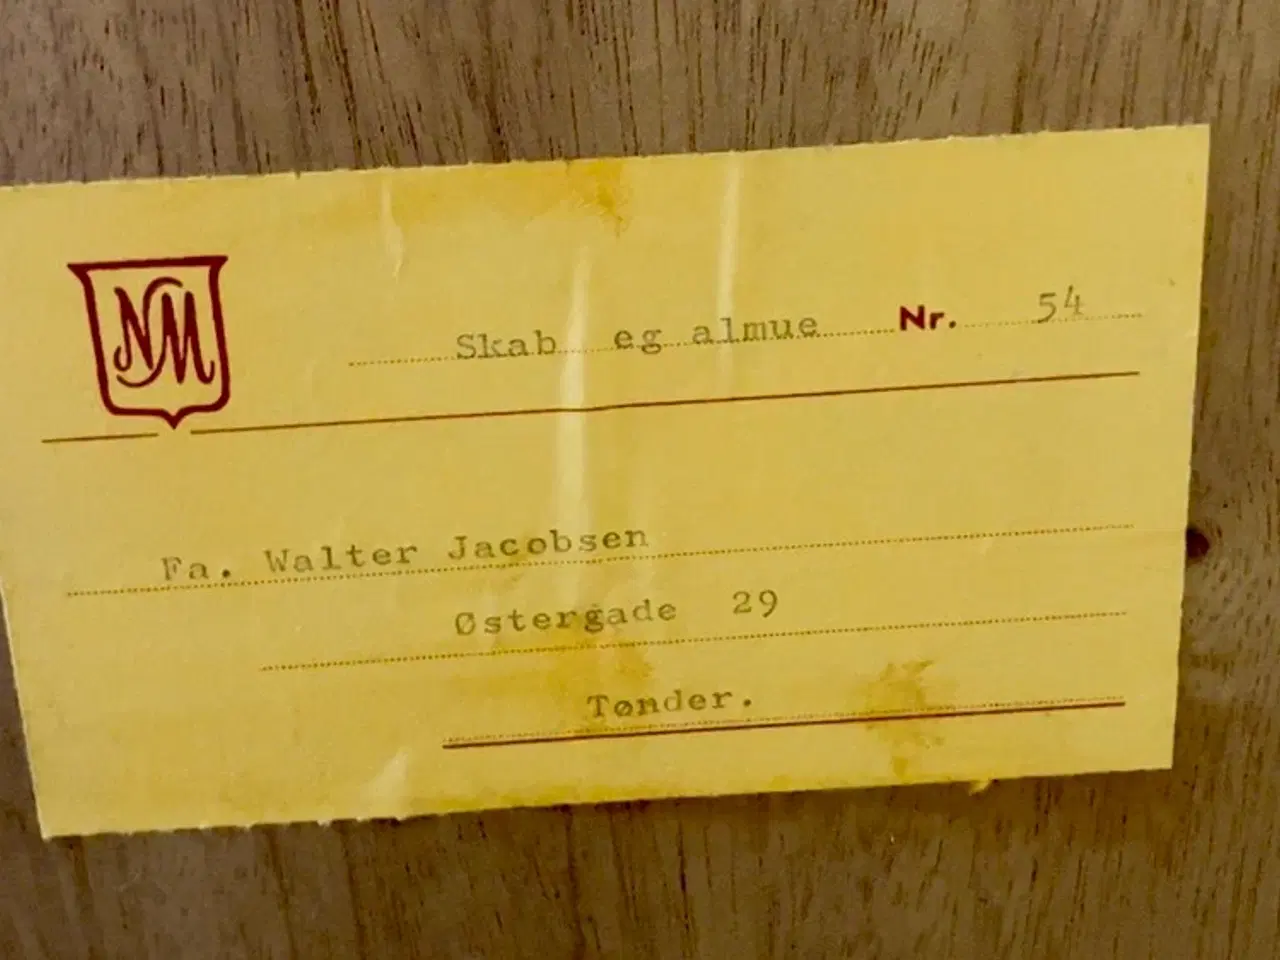 NM
Skab eg almue Nr. 54
Fa. Walter Jacobsen
Østergade 29
Tønder.